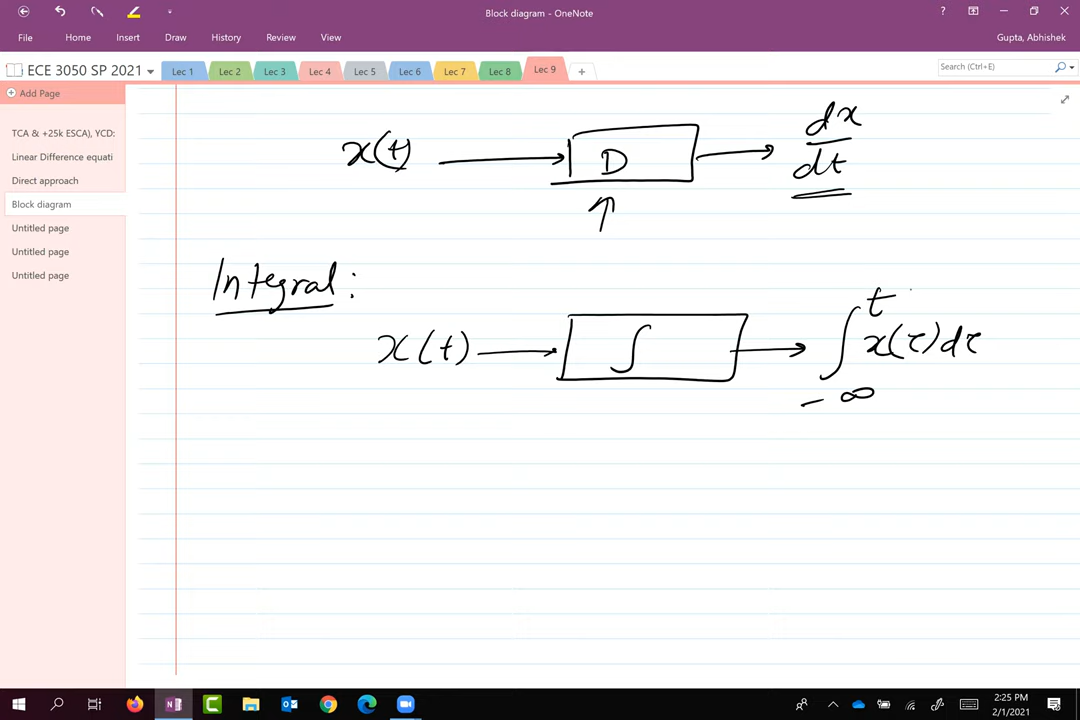 Block diagram - OneNote
? Gupta, Abhishek
File Home Insert Draw History Review View
ECE 3050 SP 2021 Lec 1 Lec 2 Lec 3 Lec 4 Lec 5 Lec 6 Lec 7 Lec 8 Lec 9 + Search (Ctrl+E)
+ Add Page
TCA & +25k ESCA), YCD:
Linear Difference equati
Direct approach
Block diagram
Untitled page
Untitled page
Untitled page
x(t) → D → dx/dt
↑
Integral:
x(t) → ∫ → ∫_{-∞}^{t} x(τ)dτ
2:25 PM
2/1/2021